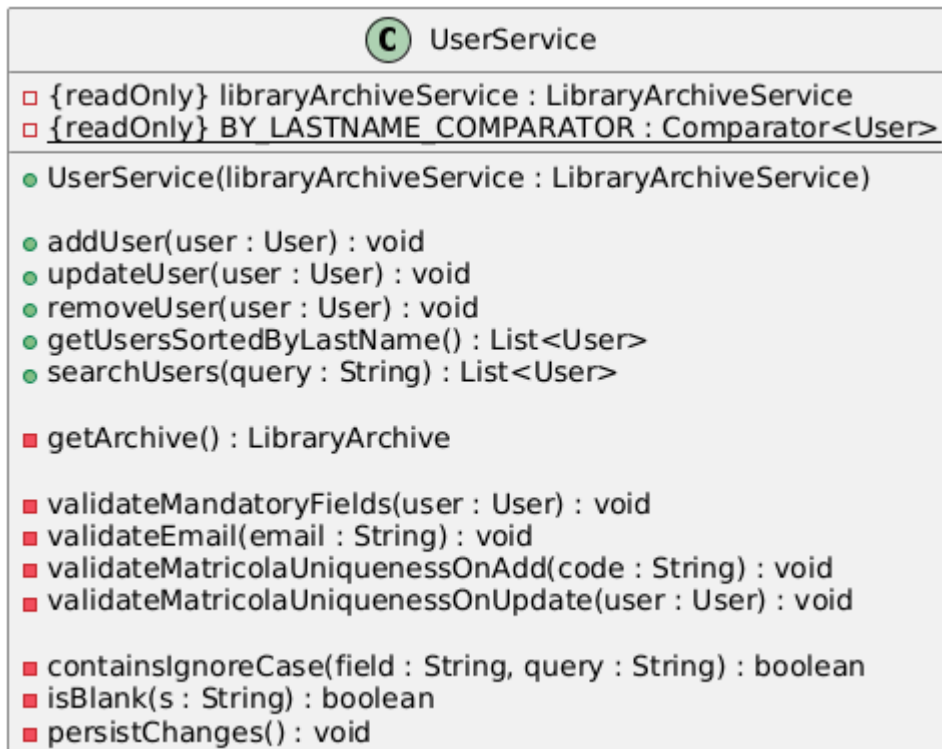 C UserService
{readOnly} libraryArchiveService : LibraryArchiveService
{readOnly} BY_LASTNAME_COMPARATOR : Comparator<User>
UserService(libraryArchiveService : LibraryArchiveService)
addUser(user : User) : void
updateUser(user : User) : void
removeUser(user : User) : void
getUsersSortedByLastName() : List<User>
searchUsers(query : String) : List<User>
getArchive() : LibraryArchive
validateMandatoryFields(user : User) : void
validateEmail(email : String) : void
validateMatricolaUniquenessOnAdd(code : String) : void
validateMatricolaUniquenessOnUpdate(user : User) : void
containsIgnoreCase(field : String, query : String) : boolean
isBlank(s : String) : boolean
persistChanges() : void